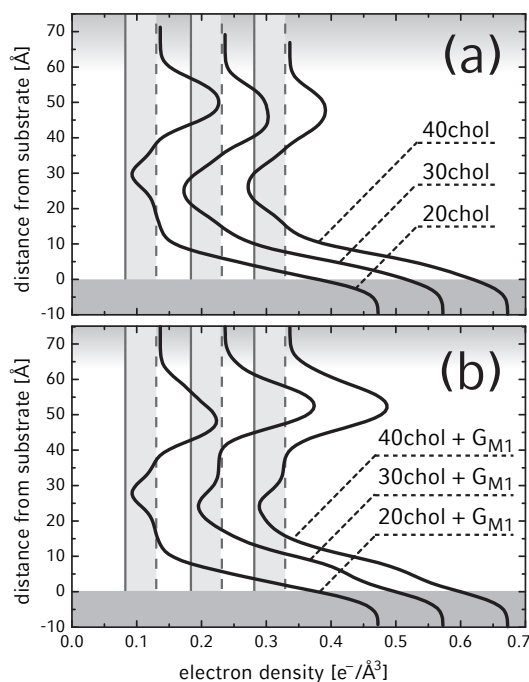 (a)
distance from substrate [Å]
70
60
50
40
30
20
10
0
-10
40chol
30chol
20chol
(b)
distance from substrate [Å]
70
60
50
40
30
20
10
0
-10
40chol + GM1
30chol + GM1
20chol + GM1
0.0 0.1 0.2 0.3 0.4 0.5 0.6 0.7
electron density [e⁻/Å³]